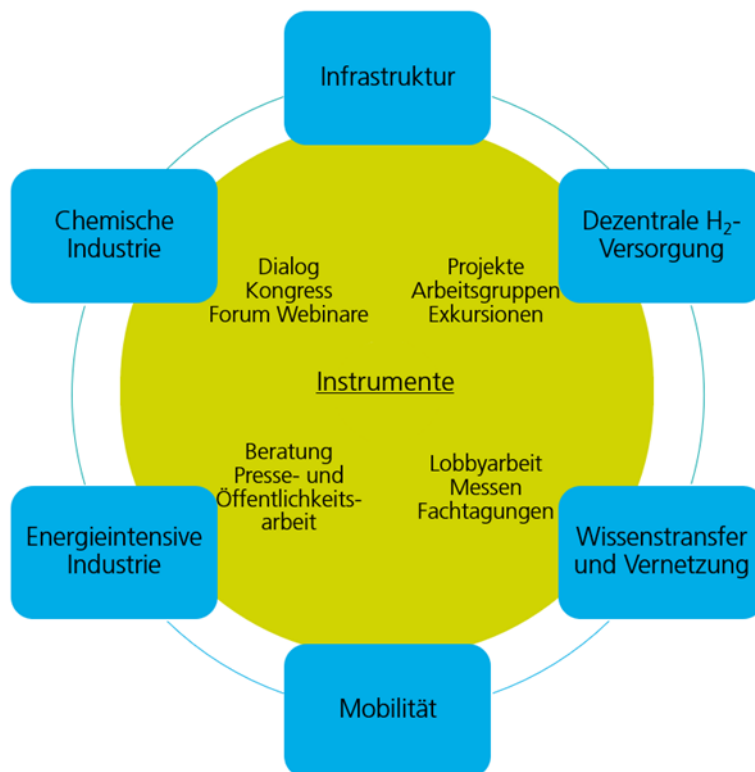 Infrastruktur
Chemische
Industrie
Dezentrale H₂-
Versorgung
Dialog
Kongress
Forum Webinare
Projekte
Arbeitsgruppen
Exkursionen
Instrumente
Beratung
Presse- und
Öffentlichkeits-
arbeit
Lobbyarbeit
Messen
Fachtagungen
Energieintensive
Industrie
Wissenstransfer
und Vernetzung
Mobilität